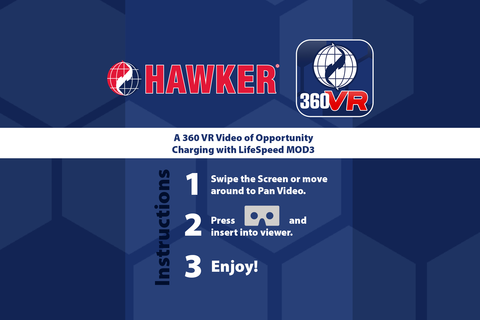 HAWKER®
360VR
A 360 VR Video of Opportunity
Charging with LifeSpeed MOD3
Instructions
1 Swipe the Screen or move
around to Pan Video.
2 Press and
insert into viewer.
3 Enjoy!